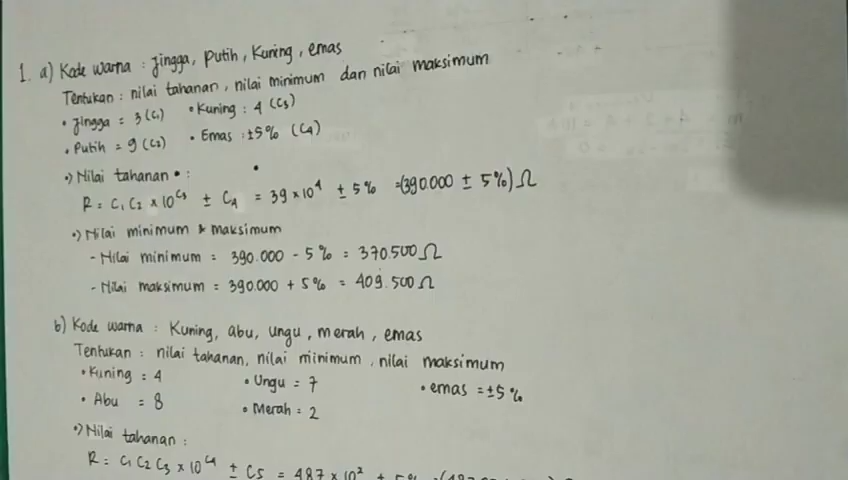 1. a) Kode warna : Jingga, Putih, Kuning, emas
Tentukan : nilai tahanan, nilai minimum dan nilai maksimum
• Jingga = 3 (C₁) • Kuning : 4 (C₃)
• Putih = 9 (C₂) • Emas : ±5% (C₄)
•) Nilai tahanan • :
R = C₁ C₂ × 10^C₃ ± C₄ = 39 × 10⁴ ± 5% = (390.000 ± 5%) Ω
•) Nilai minimum & maksimum
- Nilai minimum = 390.000 - 5% = 370.500 Ω
- Nilai maksimum = 390.000 + 5% = 409.500 Ω
b) Kode warna : Kuning, abu, ungu, merah, emas
Tentukan : nilai tahanan, nilai minimum, nilai maksimum
• Kuning = 4 • Ungu = 7 • emas = ±5%
• Abu = 8 • Merah = 2
•) Nilai tahanan :
R = C₁ C₂ C₃ × 10^C₄ ± C5 = 487 × 10² ± 5%